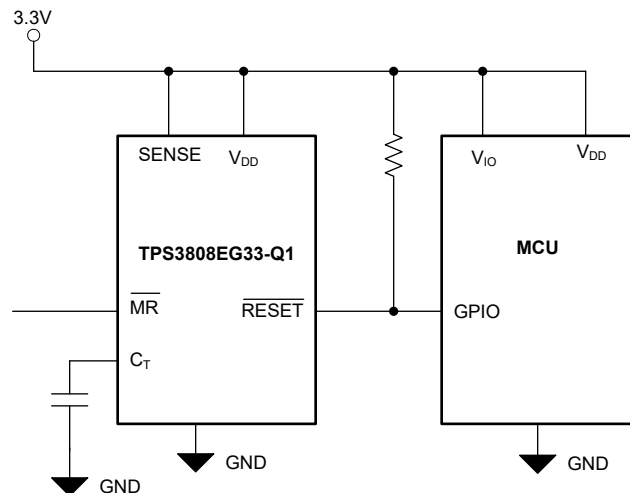 3.3V
SENSE
VDD
VIO
VDD
TPS3808EG33-Q1
MCU
MR
RESET
GPIO
CT
GND
GND
GND